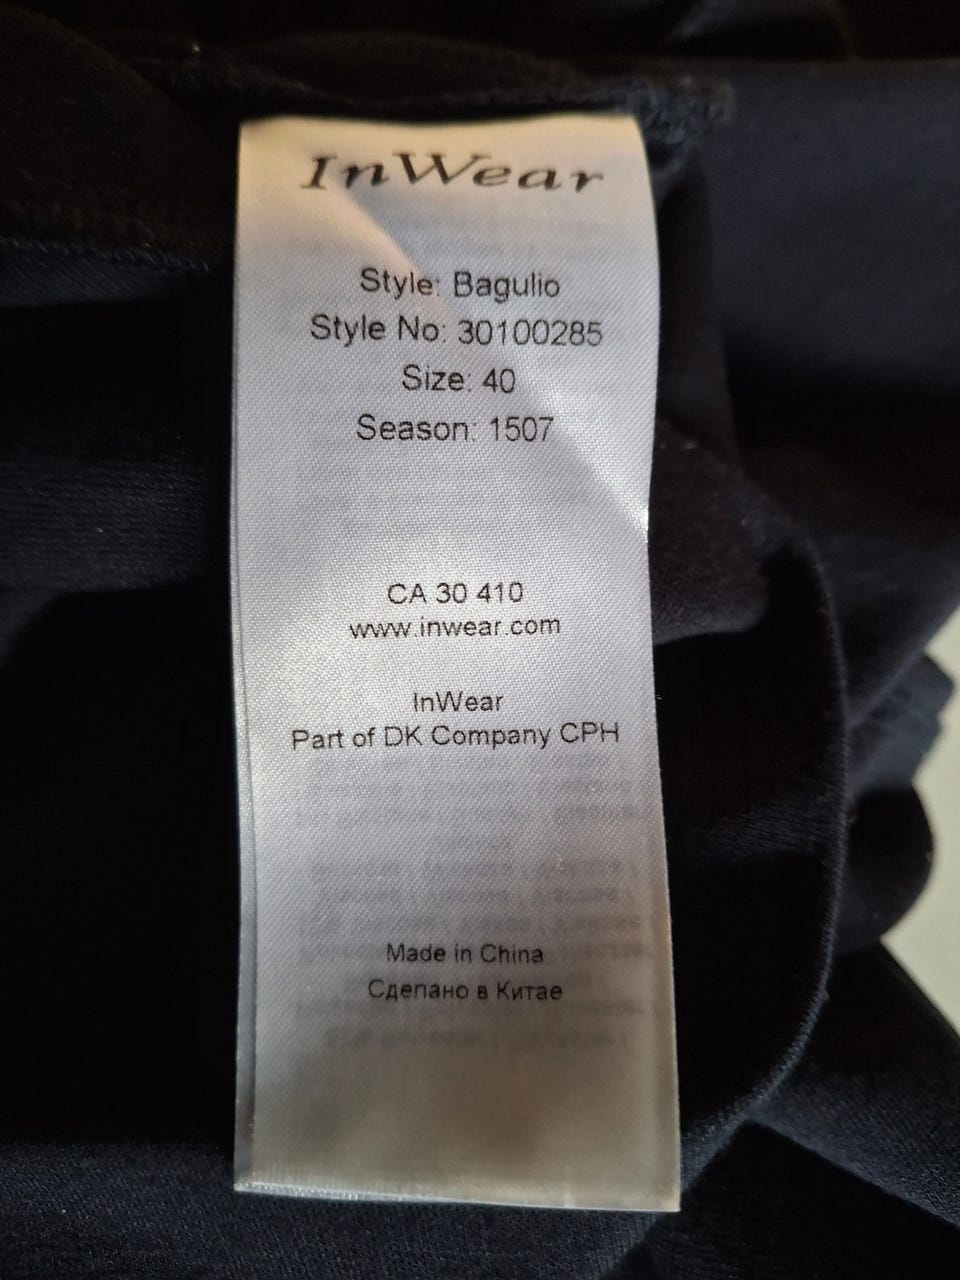 InWear
Style: Bagulio
Style No: 30100285
Size: 40
Season: 1507
CA 30 410
www.inwear.com
InWear
Part of DK Company CPH
Made in China
Сделано в Китае